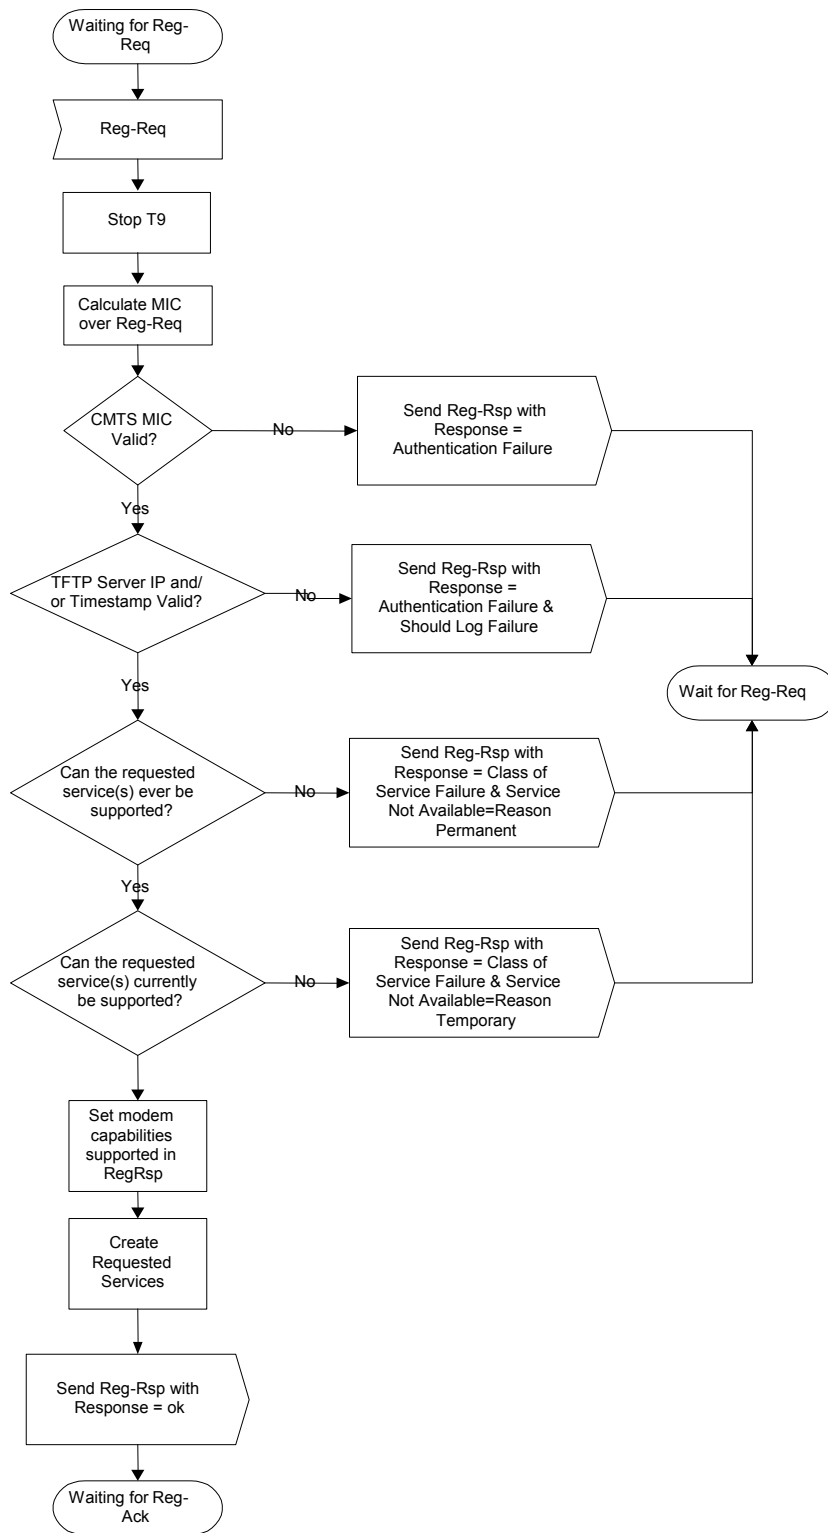 Waiting for Reg-
Req
Reg-Req
Stop T9
Calculate MIC
over Reg-Req
CMTS MIC
Valid?
No
Send Reg-Rsp with
Response =
Authentication Failure
Yes
TFTP Server IP and/
or Timestamp Valid?
No
Send Reg-Rsp with
Response =
Authentication Failure &
Should Log Failure
Yes
Wait for Reg-Req
Can the requested
service(s) ever be
supported?
No
Send Reg-Rsp with
Response = Class of
Service Failure & Service
Not Available=Reason
Permanent
Yes
Can the requested
service(s) currently
be supported?
No
Send Reg-Rsp with
Response = Class of
Service Failure & Service
Not Available=Reason
Temporary
Set modem
capabilities
supported in
RegRsp
Create
Requested
Services
Send Reg-Rsp with
Response = ok
Waiting for Reg-
Ack